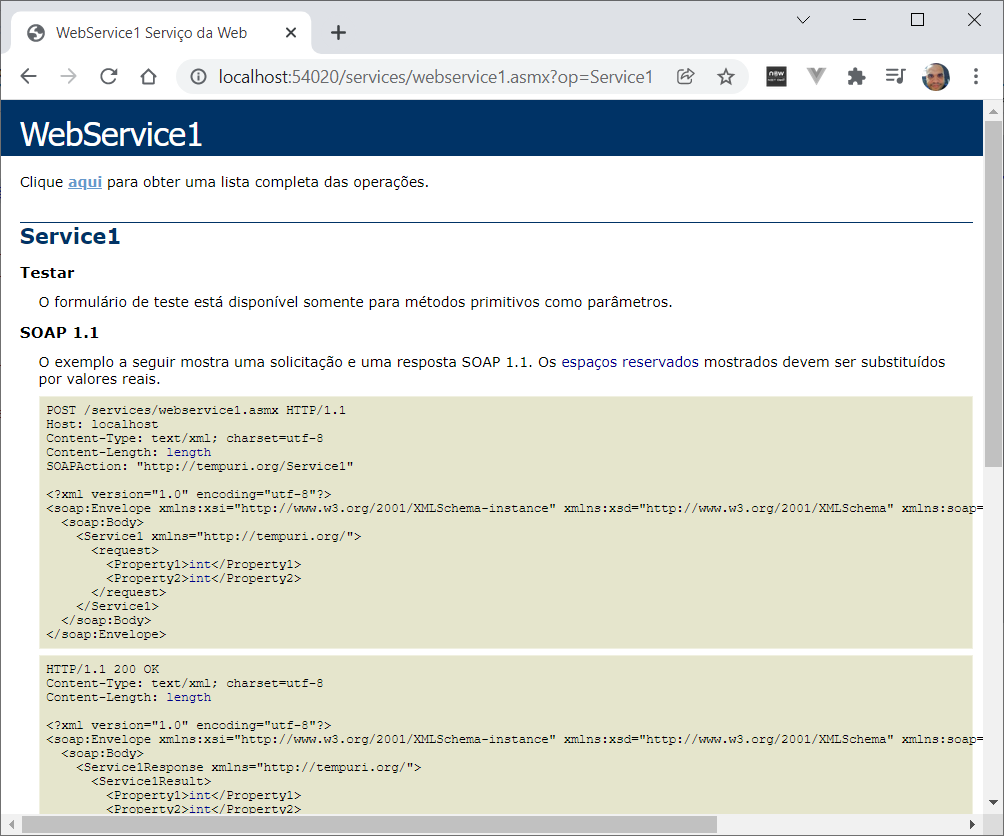 WebService1 Serviço da Web
localhost:54020/services/webservice1.asmx?op=Service1
WebService1
Clique aqui para obter uma lista completa das operações.
Service1
Testar
O formulário de teste está disponível somente para métodos primitivos como parâmetros.
SOAP 1.1
O exemplo a seguir mostra uma solicitação e uma resposta SOAP 1.1. Os espaços reservados mostrados devem ser substituídos
por valores reais.
POST /services/webservice1.asmx HTTP/1.1
Host: localhost
Content-Type: text/xml; charset=utf-8
Content-Length: length
SOAPAction: "http://tempuri.org/Service1"
<?xml version="1.0" encoding="utf-8"?>
<soap:Envelope xmlns:xsi="http://www.w3.org/2001/XMLSchema-instance" xmlns:xsd="http://www.w3.org/2001/XMLSchema" xmlns:soap=
<soap:Body>
<Service1 xmlns="http://tempuri.org/">
<request>
<Property1>int</Property1>
<Property2>int</Property2>
</request>
</Service1>
</soap:Body>
</soap:Envelope>
HTTP/1.1 200 OK
Content-Type: text/xml; charset=utf-8
Content-Length: length
<?xml version="1.0" encoding="utf-8"?>
<soap:Envelope xmlns:xsi="http://www.w3.org/2001/XMLSchema-instance" xmlns:xsd="http://www.w3.org/2001/XMLSchema" xmlns:soap=
<soap:Body>
<Service1Response xmlns="http://tempuri.org/">
<Service1Result>
<Property1>int</Property1>
<Property2>int</Property2>